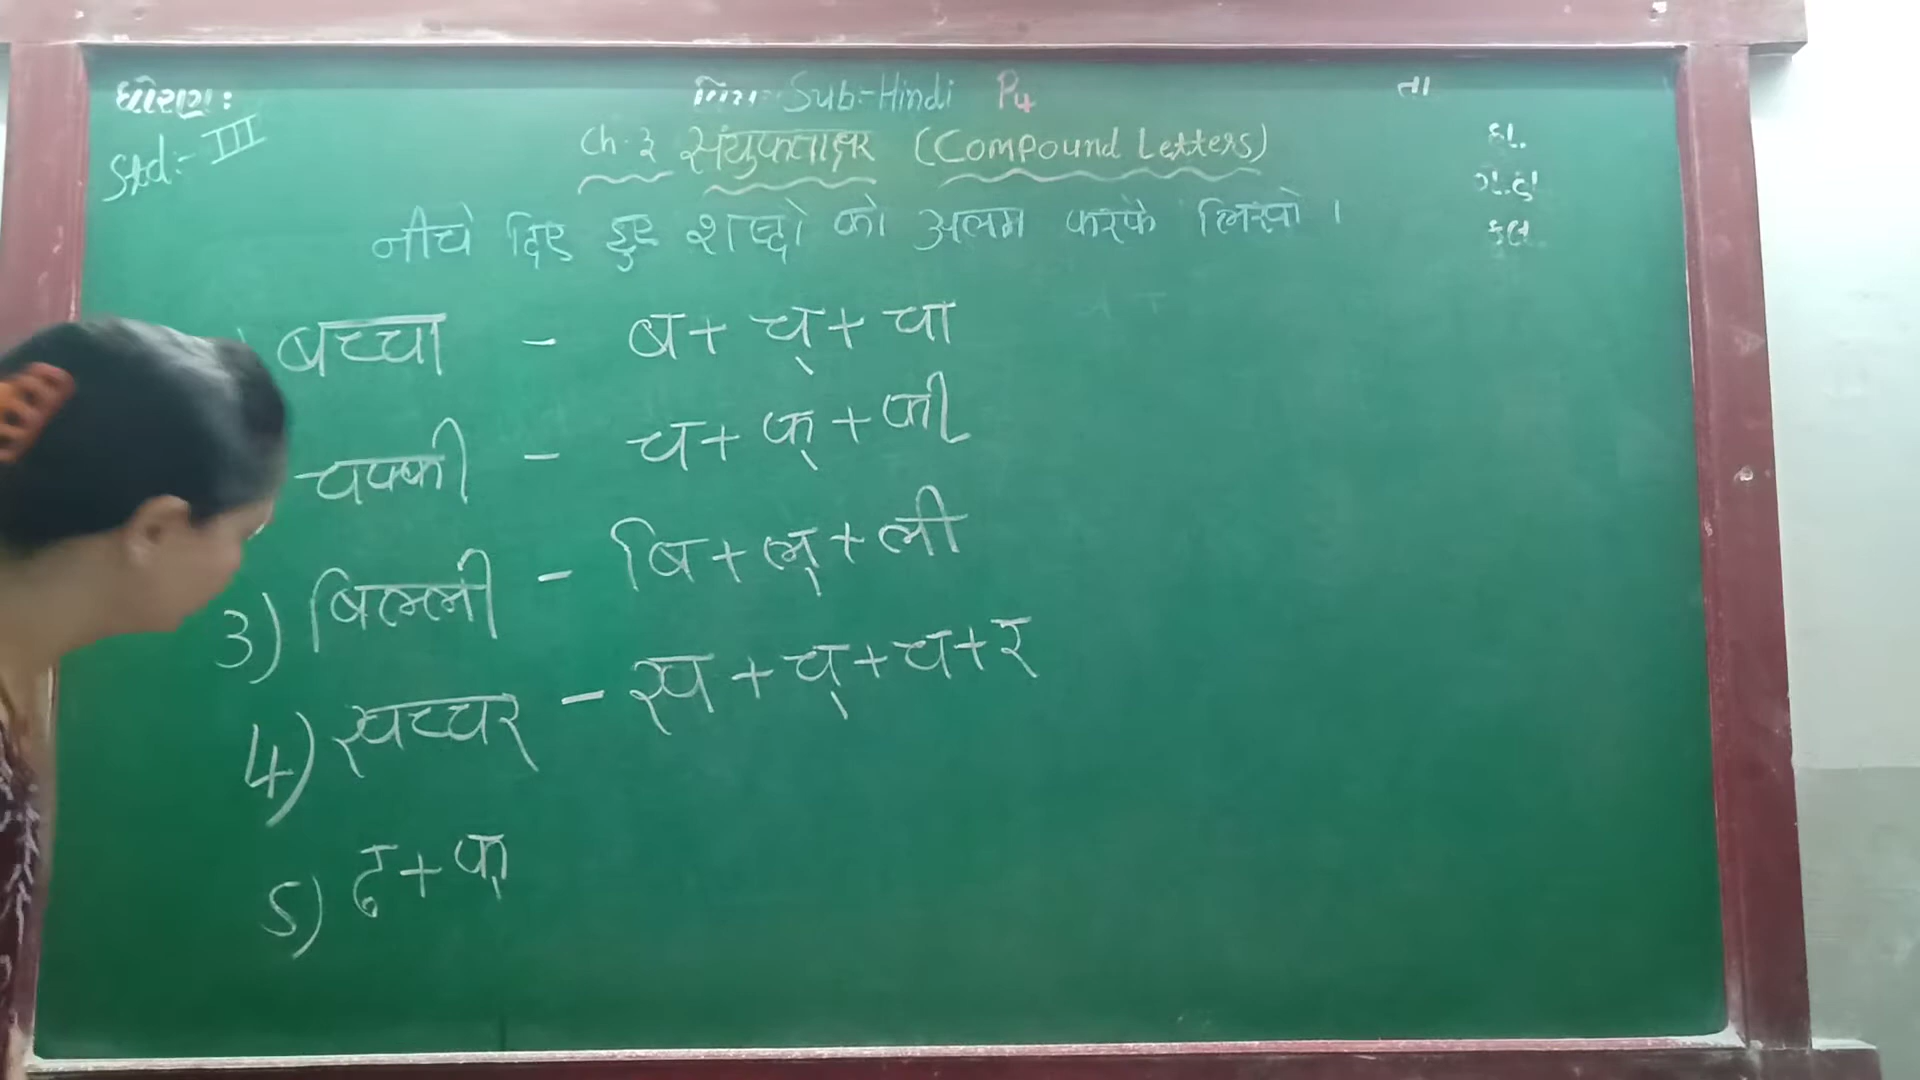 ધોરણ: Sub:- Hindi P4 તા
Std:- III Ch. ३ संयुक्ताक्षर (Compound Letters) હા.
ગે.હા
नीचे दिए हुए शब्दो को अलग करके लिखो । કુલ
बच्चा - ब + च् + चा
चक्की - च + क् + की
3) बिल्ली - बि + ल् + ली
4) खच्चर - ख + च् + च + र
5) ट + क्